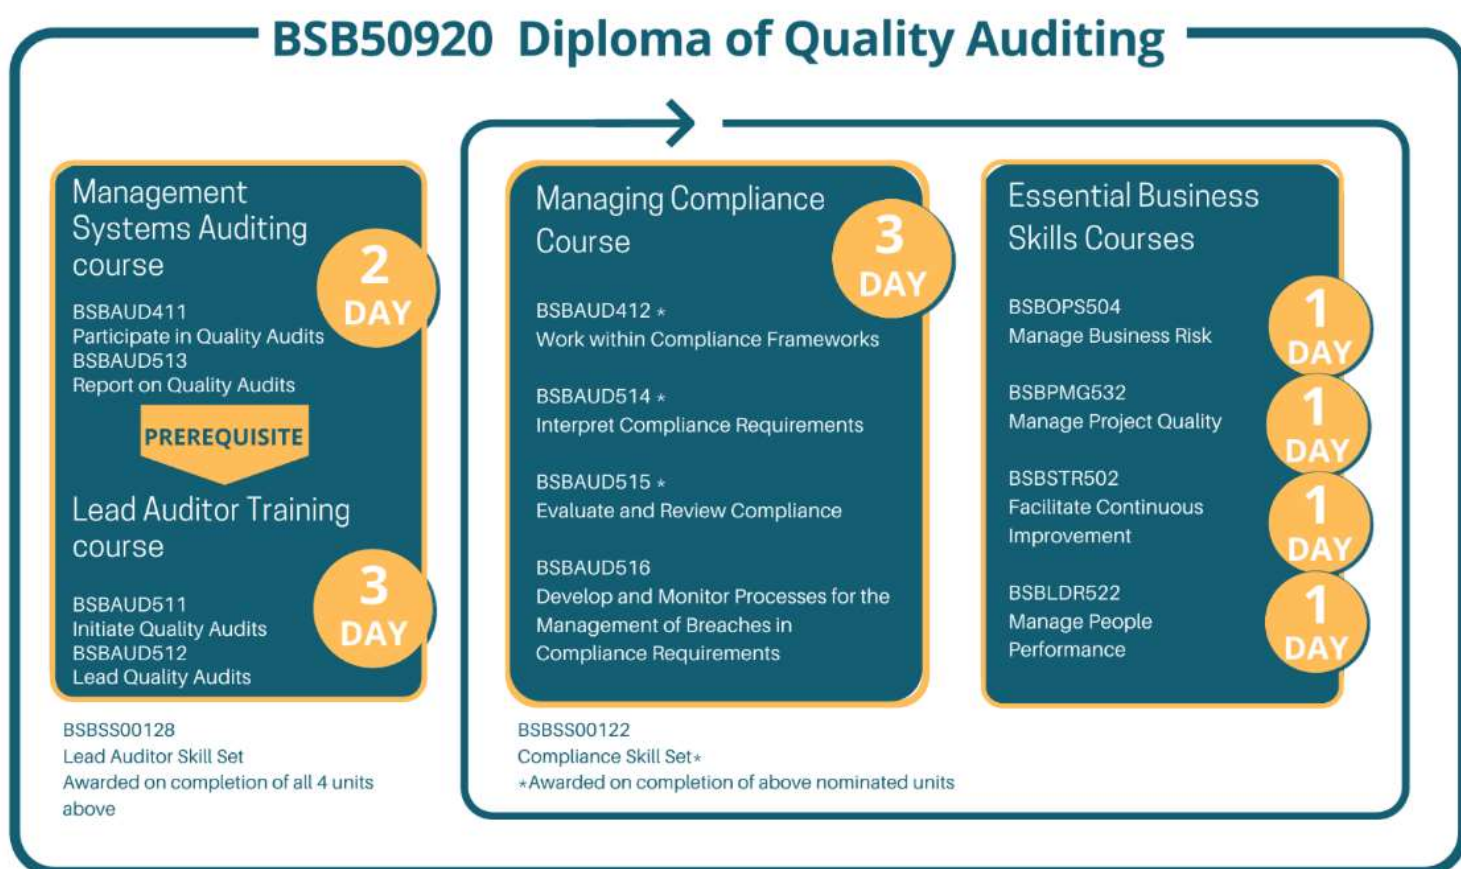 BSB50920 Diploma of Quality Auditing
Management
Systems Auditing
course
2
DAY
BSBAUD411
Participate in Quality Audits
BSBAUD513
Report on Quality Audits
PREREQUISITE
Lead Auditor Training
course
3
DAY
BSBAUD511
Initiate Quality Audits
BSBAUD512
Lead Quality Audits
BSBSS00128
Lead Auditor Skill Set
Awarded on completion of all 4 units
above
Managing Compliance
Course
3
DAY
BSBAUD412 *
Work within Compliance Frameworks
BSBAUD514 *
Interpret Compliance Requirements
BSBAUD515 *
Evaluate and Review Compliance
BSBAUD516
Develop and Monitor Processes for the
Management of Breaches in
Compliance Requirements
BSBSS00122
Compliance Skill Set*
*Awarded on completion of above nominated units
Essential Business
Skills Courses
BSBOPS504
Manage Business Risk
1
DAY
BSBPMG532
Manage Project Quality
1
DAY
BSBSTR502
Facilitate Continuous
Improvement
1
DAY
BSBLDR522
Manage People
Performance
1
DAY